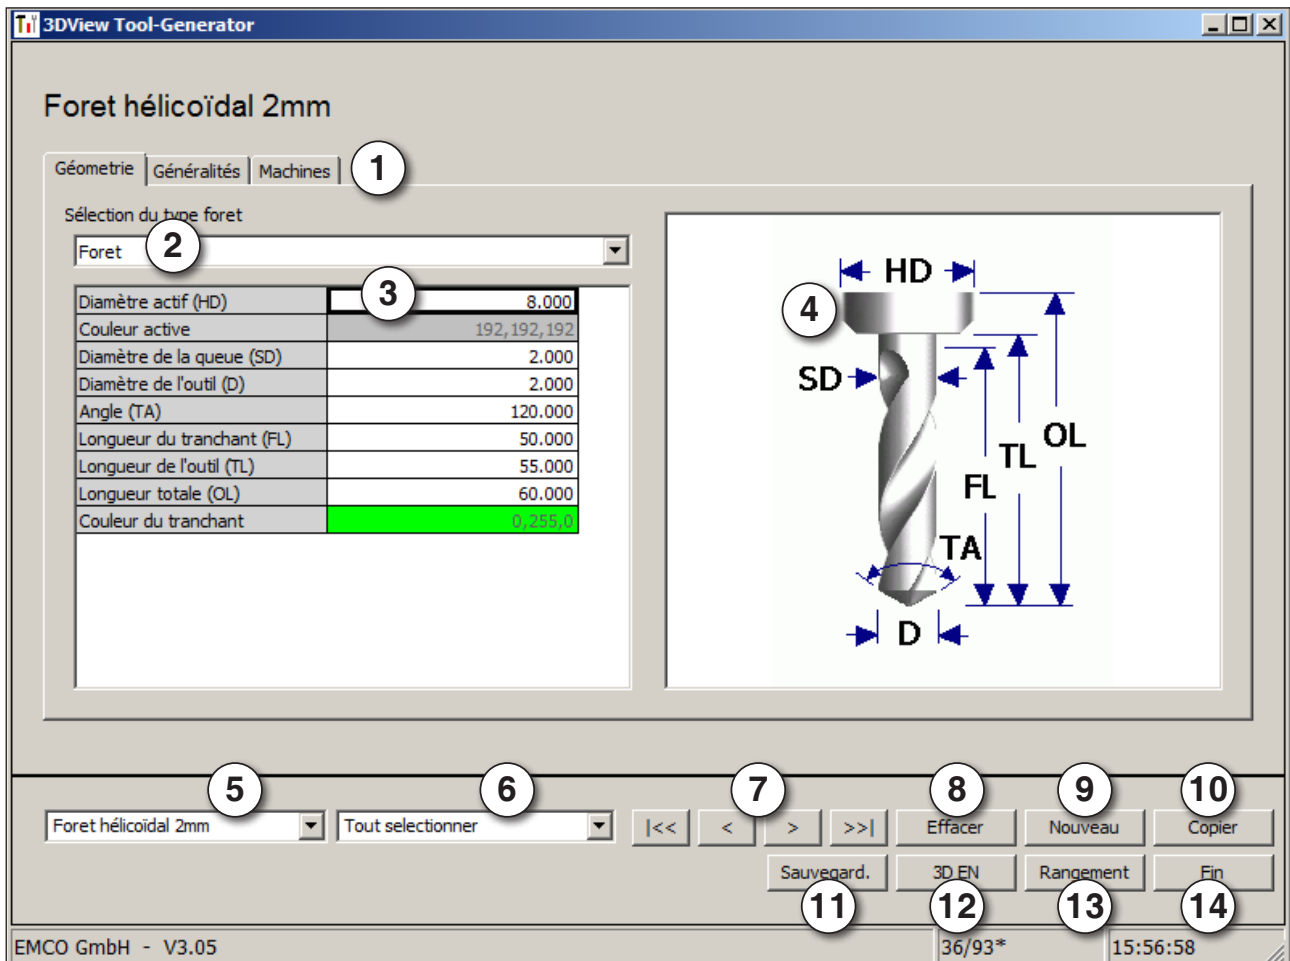 3DView Tool-Generator
Foret hélicoïdal 2mm
Géometrie Généralités Machines 1
Sélection du type foret
Foret 2
3
Diamètre actif (HD) 8.000
Couleur active 192,192,192
Diamètre de la queue (SD) 2.000
Diamètre de l'outil (D) 2.000
Angle (TA) 120.000
Longueur du tranchant (FL) 50.000
Longueur de l'outil (TL) 55.000
Longueur totale (OL) 60.000
Couleur du tranchant 0,255,0
HD
4
SD
OL
TL
FL
TA
D
5 6 7 8 9 10
Foret hélicoïdal 2mm Tout selectionner |<< < > >>| Effacer Nouveau Copier
Sauvegard. 3D EN Rangement Fin
11 12 13 14
EMCO GmbH - V3.05 36/93* 15:56:58